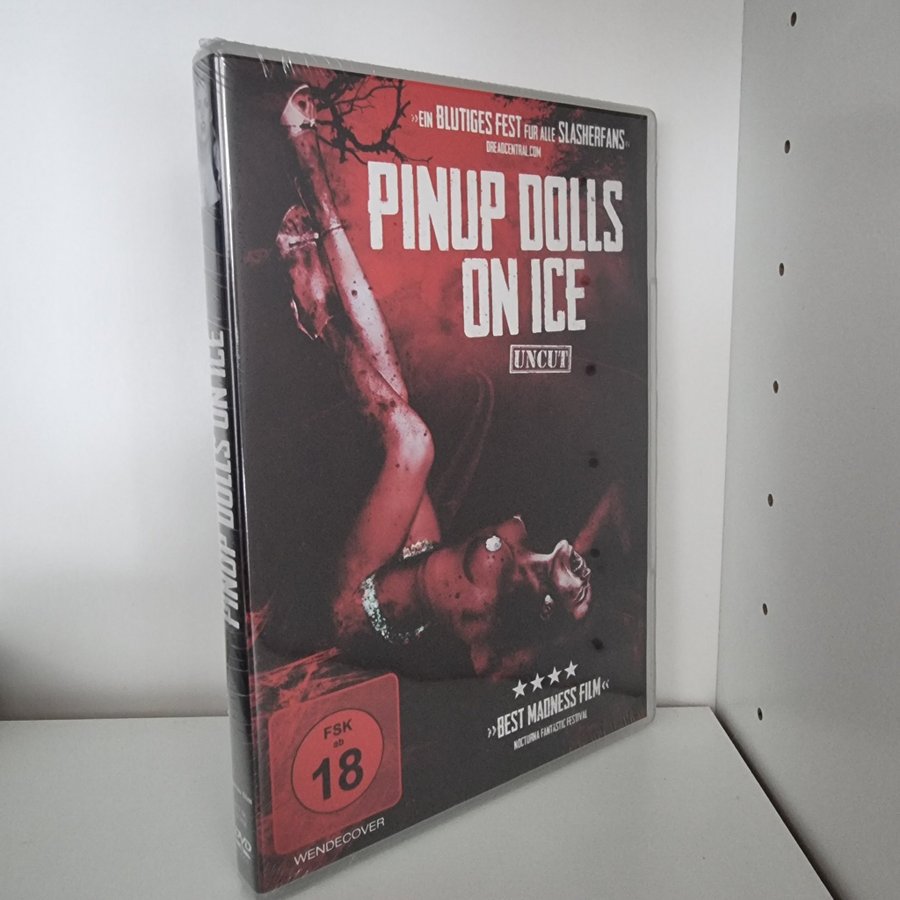 »EIN BLUTIGES FEST FÜR ALLE SLASHERFANS«
DREADCENTRAL.COM
PINUP DOLLS
ON ICE
UNCUT
PINUP DOLLS ON ICE
»BEST MADNESS FILM«
NOCTURNA FANTASTIC FESTIVAL
FSK
ab
18
WENDECOVER
DVD